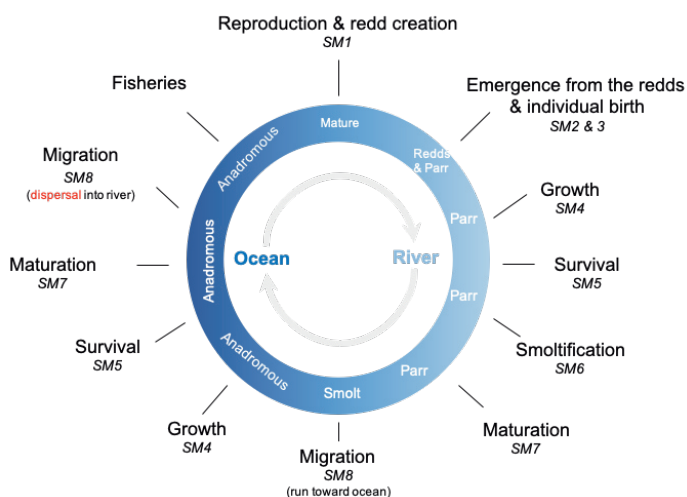 Reproduction & redd creation
SM1
Emergence from the redds
& individual birth
SM2 & 3
Growth
SM4
Survival
SM5
Smoltification
SM6
Maturation
SM7
Migration
SM8
(run toward ocean)
Growth
SM4
Survival
SM5
Maturation
SM7
Migration
SM8
(dispersal into river)
Fisheries
Mature
Redds
& Parr
Parr
Parr
Parr
Smolt
Anadromous
Anadromous
Anadromous
Ocean
River